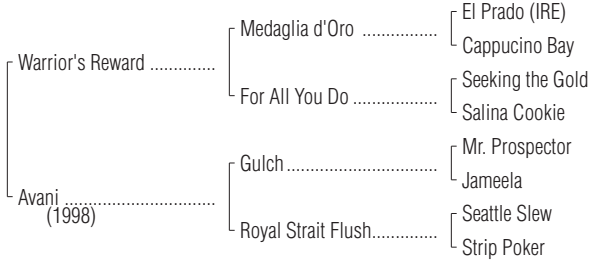 El Prado (IRE)
Medaglia d'Oro ................
Cappucino Bay
Warrior's Reward ..............
Seeking the Gold
For All You Do ..................
Salina Cookie
Mr. Prospector
Gulch................................
Jameela
Avani ................................
(1998)
Seattle Slew
Royal Strait Flush..............
Strip Poker